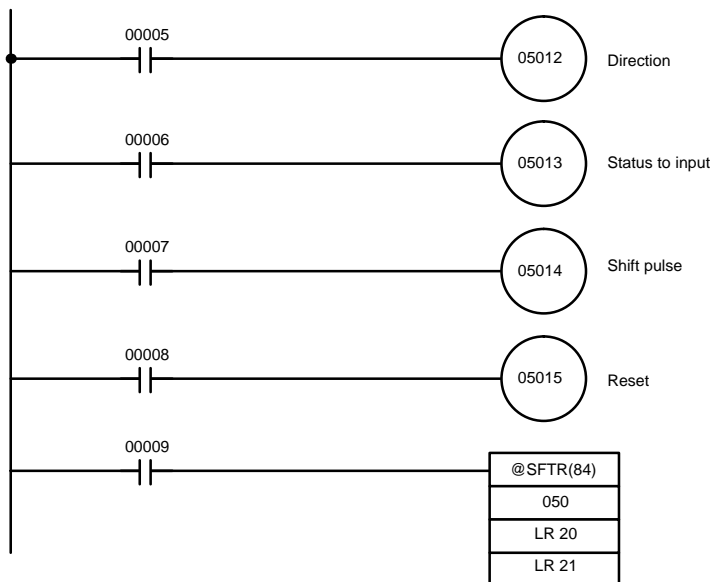 00005
05012
Direction
00006
05013
Status to input
00007
05014
Shift pulse
00008
05015
Reset
00009
@SFTR(84)
050
LR 20
LR 21